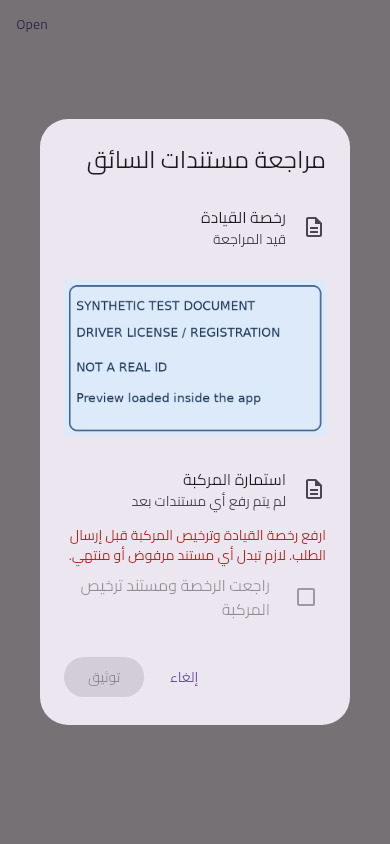 Open
مراجعة مستندات السائق
رخصة القيادة
قيد المراجعة
SYNTHETIC TEST DOCUMENT
DRIVER LICENSE / REGISTRATION
NOT A REAL ID
Preview loaded inside the app
استمارة المركبة
لم يتم رفع أي مستندات بعد
ارفع رخصة القيادة وترخيص المركبة قبل إرسال
الطلب. لازم تبدل أي مستند مرفوض أو منتهي.
راجعت الرخصة ومستند ترخيص
المركبة
إلغاء
توثيق